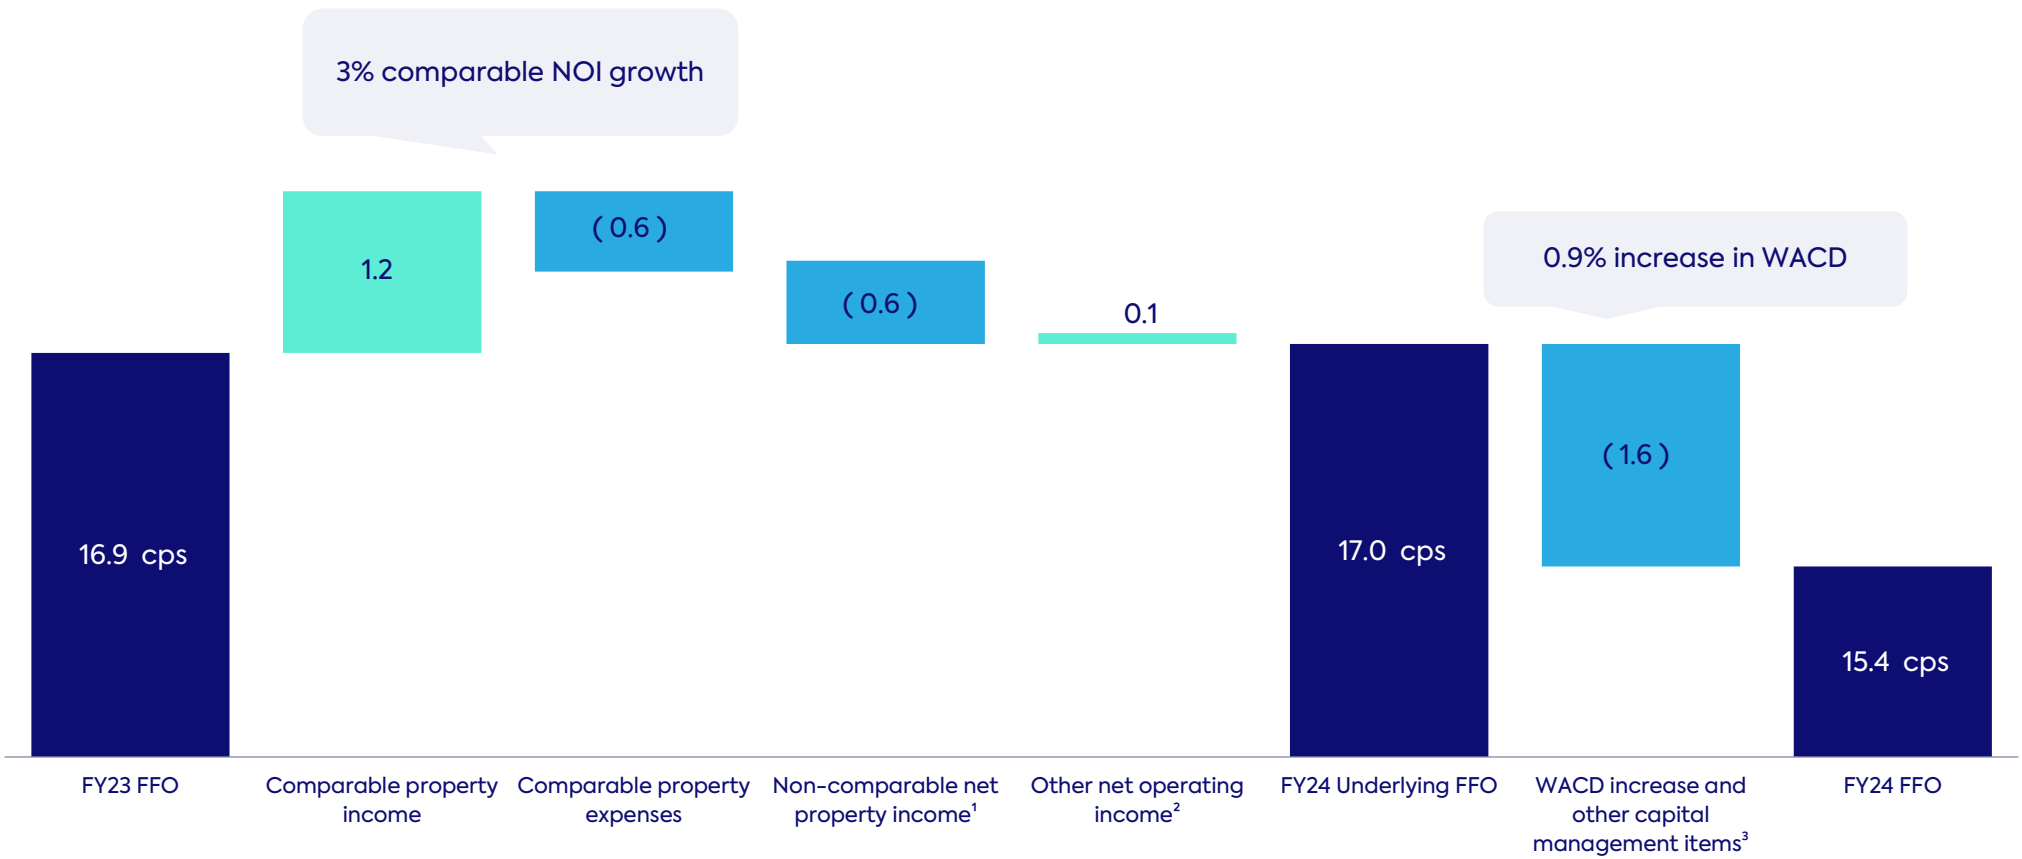 3% comparable NOI growth
0.9% increase in WACD
1.2
( 0.6 )
( 0.6 )
0.1
( 1.6 )
16.9 cps
17.0 cps
15.4 cps
FY23 FFO
Comparable property
income
Comparable property
expenses
Non-comparable net
property income¹
Other net operating
income²
FY24 Underlying FFO
WACD increase and
other capital
management items³
FY24 FFO